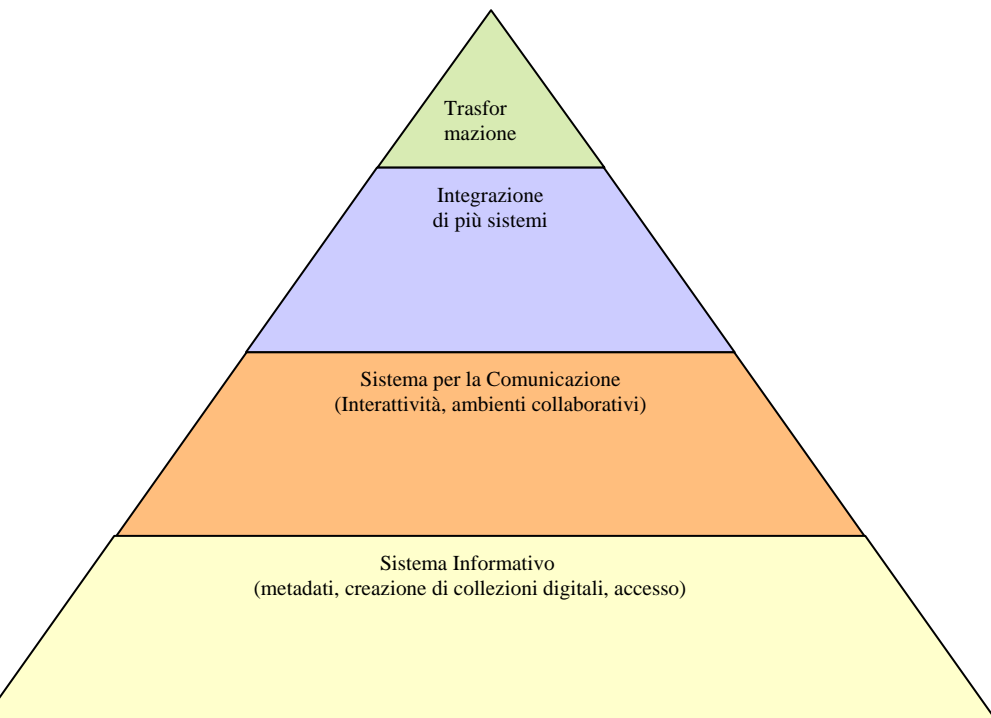 Trasfor
mazione
Integrazione
di più sistemi
Sistema per la Comunicazione
(Interattività, ambienti collaborativi)
Sistema Informativo
(metadati, creazione di collezioni digitali, accesso)